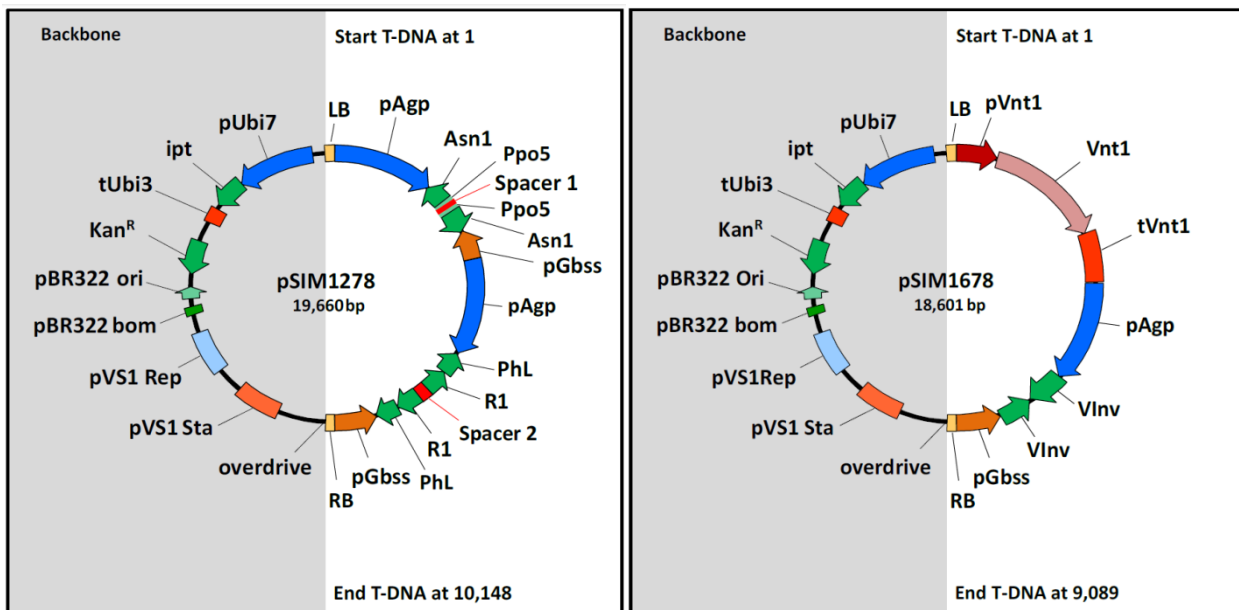 Backbone
Start T-DNA at 1
LB
pAgp
pUbi7
Asn1
ipt
Ppo5
tUbi3
Spacer 1
Ppo5
Kan^R
Asn1
pGbss
pBR322 ori
pSIM1278
19,660 bp
pAgp
pBR322 bom
pVS1 Rep
PhL
R1
pVS1 Sta
Spacer 2
R1
overdrive
pGbss
PhL
RB
End T-DNA at 10,148
Backbone
Start T-DNA at 1
LB
pVnt1
pUbi7
Vnt1
ipt
tUbi3
tVnt1
Kan^R
pBR322 Ori
pSIM1678
18,601 bp
pBR322 bom
pAgp
pVS1Rep
VInv
pVS1 Sta
VInv
overdrive
pGbss
RB
End T-DNA at 9,089